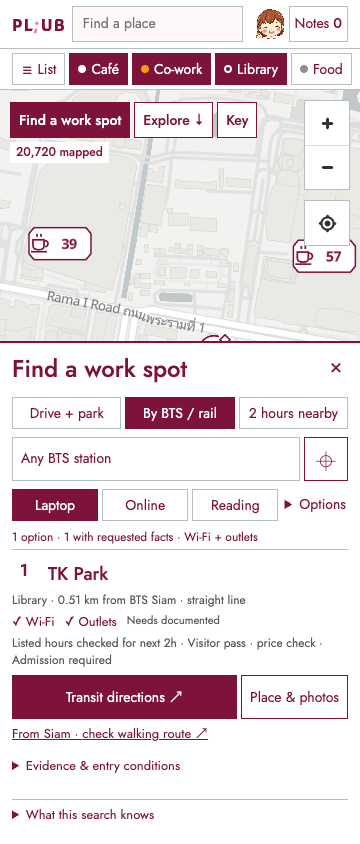 PL;UB
Find a place
Notes 0
≡ List
Café
Co-work
Library
Food
Find a work spot
Explore ↓
Key
20,720 mapped
+
−
39
57
Rama I Road ถนนพระรามที่ 1
Find a work spot
×
Drive + park
By BTS / rail
2 hours nearby
Any BTS station
Laptop
Online
Reading
▶ Options
1 option · 1 with requested facts · Wi-Fi + outlets
1 TK Park
Library · 0.51 km from BTS Siam · straight line
✓ Wi-Fi ✓ Outlets Needs documented
Listed hours checked for next 2h · Visitor pass · price check ·
Admission required
Transit directions ↗
Place & photos
From Siam · check walking route ↗
▶ Evidence & entry conditions
▶ What this search knows